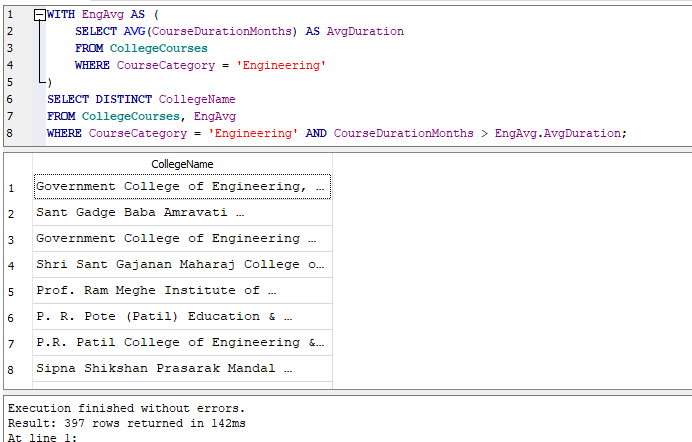 1 WITH EngAvg AS (
2 SELECT AVG(CourseDurationMonths) AS AvgDuration
3 FROM CollegeCourses
4 WHERE CourseCategory = 'Engineering'
5 )
6 SELECT DISTINCT CollegeName
7 FROM CollegeCourses, EngAvg
8 WHERE CourseCategory = 'Engineering' AND CourseDurationMonths > EngAvg.AvgDuration;
CollegeName
1 Government College of Engineering, …
2 Sant Gadge Baba Amravati …
3 Government College of Engineering …
4 Shri Sant Gajanan Maharaj College o…
5 Prof. Ram Meghe Institute of …
6 P. R. Pote (Patil) Education & …
7 P.R. Patil College of Engineering &…
8 Sipna Shikshan Prasarak Mandal …
Execution finished without errors.
Result: 397 rows returned in 142ms
At line 1: